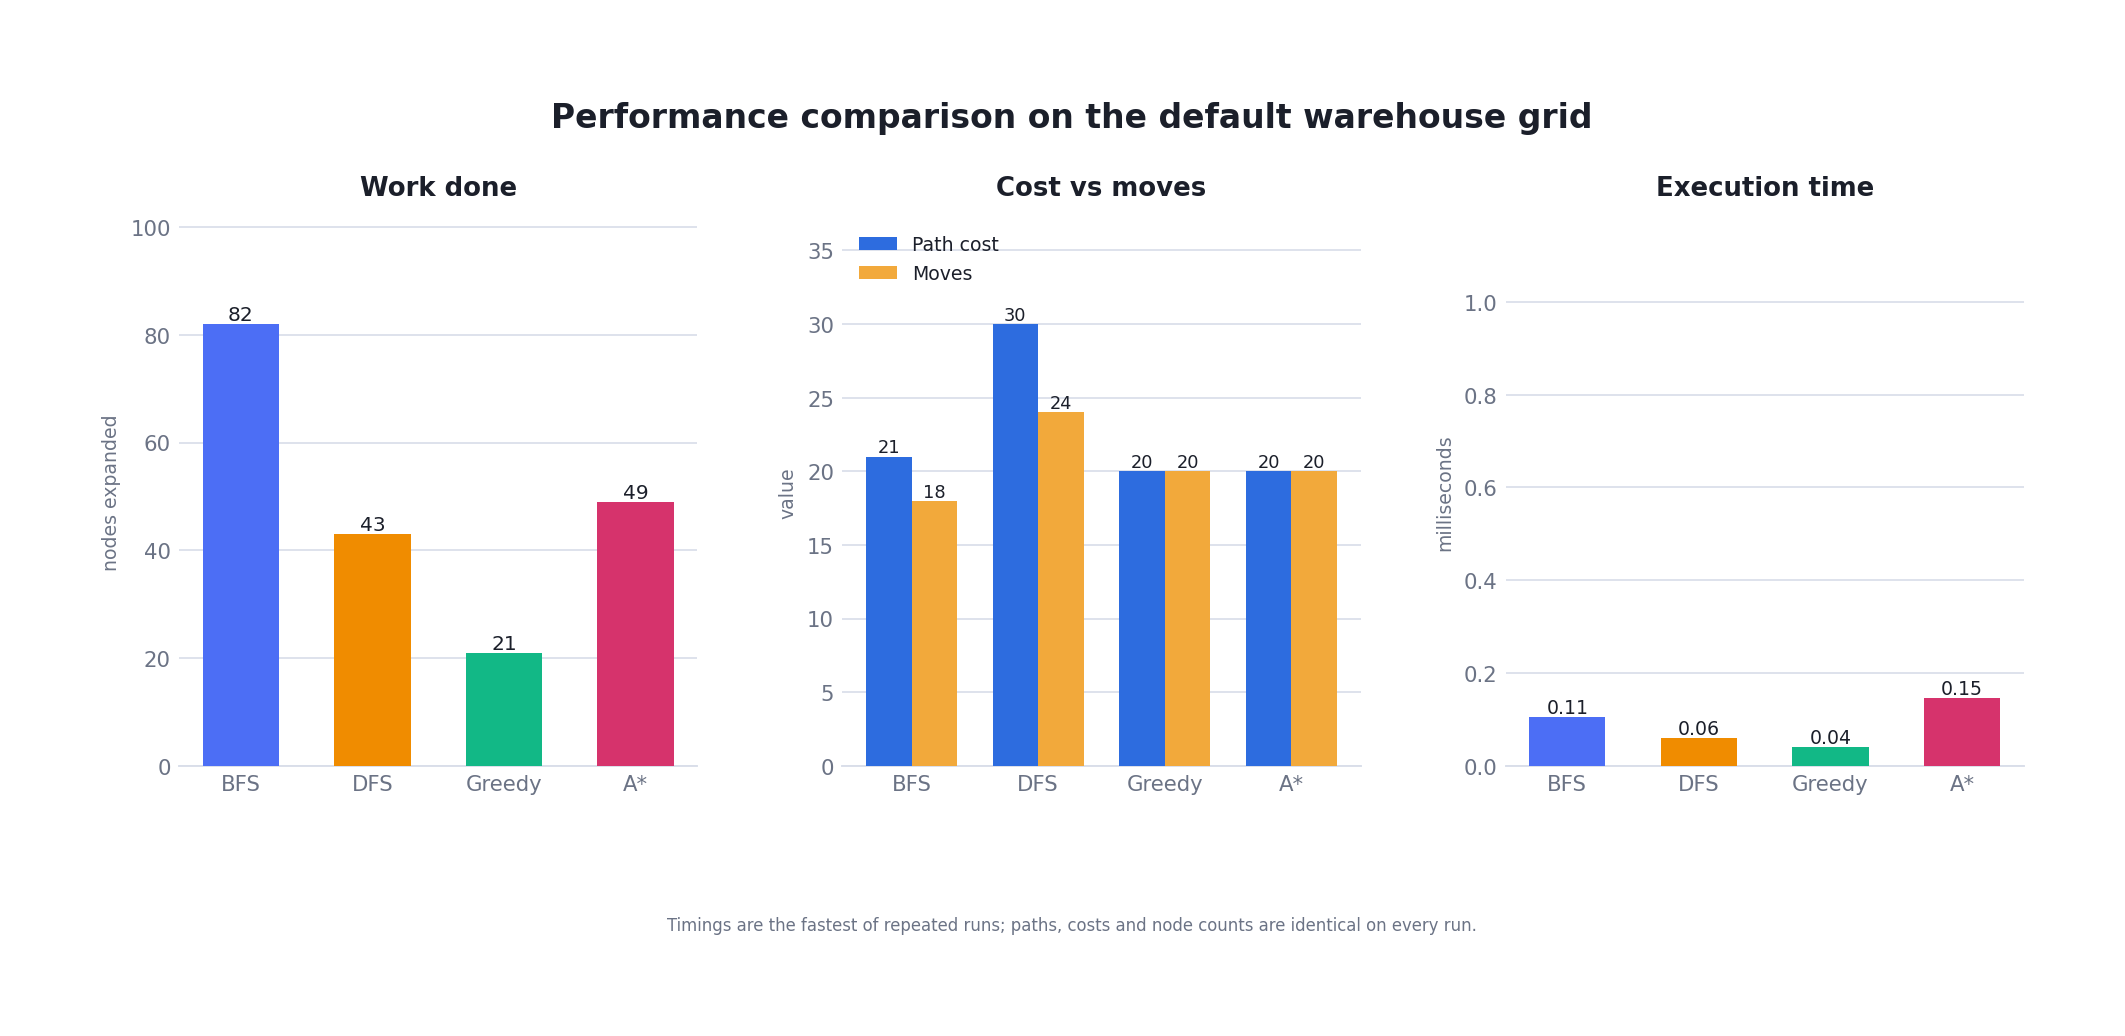 Performance comparison on the default warehouse grid
Work done
100
80
60
40
20
0
nodes expanded
82
43
21
49
BFS
DFS
Greedy
A*
Cost vs moves
Path cost
Moves
35
30
25
20
15
10
5
0
value
21
18
30
24
20
20
20
20
BFS
DFS
Greedy
A*
Execution time
1.0
0.8
0.6
0.4
0.2
0.0
milliseconds
0.11
0.06
0.04
0.15
BFS
DFS
Greedy
A*
Timings are the fastest of repeated runs; paths, costs and node counts are identical on every run.